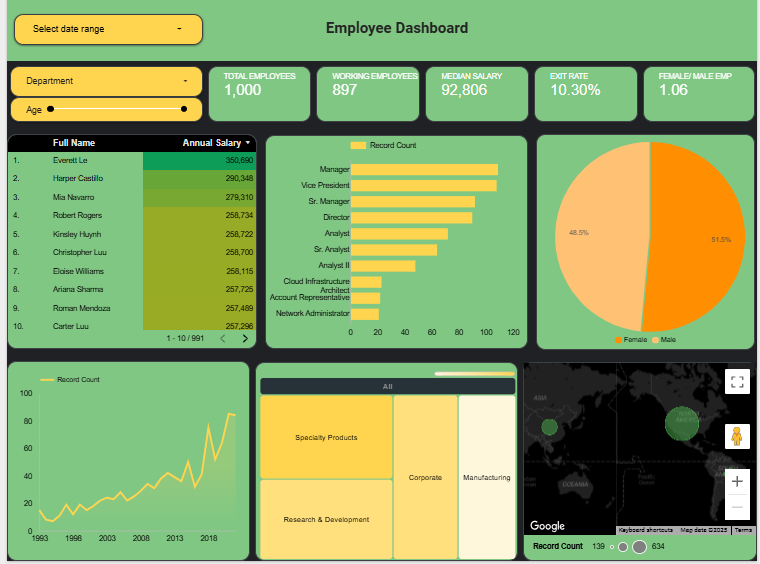 Select date range
Employee Dashboard
Department
Age
TOTAL EMPLOYEES
1,000
WORKING EMPLOYEES
897
MEDIAN SALARY
92,806
EXIT RATE
10.30%
FEMALE/ MALE EMP
1.06
Full Name Annual Salary
1. Everett Le 350,690
2. Harper Castillo 290,348
3. Mia Navarro 279,310
4. Robert Rogers 258,734
5. Kinsley Huynh 258,722
6. Christopher Luu 258,700
7. Eloise Williams 258,115
8. Ariana Sharma 257,725
9. Roman Mendoza 257,489
10. Carter Luu 257,296
1 - 10 / 991
Record Count
Manager
Vice President
Sr. Manager
Director
Analyst
Sr. Analyst
Analyst II
Cloud Infrastructure
Architect
Account Representative
Network Administrator
0 20 40 60 80 100 120
48.5%
51.5%
Female Male
Record Count
100
80
60
40
20
0
1993 1998 2003 2008 2013 2018
All
Specialty Products
Research & Development
Corporate
Manufacturing
ASIA
NORTH
AMERICA
Pacific
Ocean
OCEANIA
Google
Keyboard shortcuts Map data ©2025 Terms
Record Count 139 634